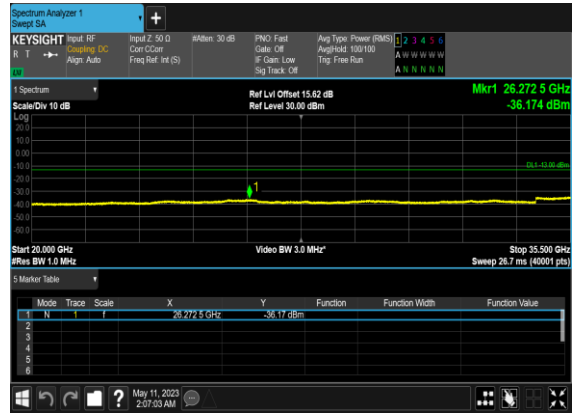 Spectrum Analyzer 1
Swept SA
+
KEYSIGHT Input: RF Input Z: 50 Ω #Atten: 30 dB PNO: Fast Avg Type: Power (RMS) 1 2 3 4 5 6
R T Coupling: DC Corr CCorr Gate: Off Avg|Hold: 100/100 A W W W W W
Align: Auto Freq Ref: Int (S) IF Gain: Low Trig: Free Run
Sig Track: Off A N N N N N
1 Spectrum
Ref Lvl Offset 15.62 dB Mkr1 26.272 5 GHz
Scale/Div 10 dB Ref Level 30.00 dBm -36.174 dBm
Log
20.0
10.0
0.00
-10.0
DL1 -13.00 dBm
-20.0
-30.0
1
-40.0
-50.0
-60.0
Start 20.000 GHz Video BW 3.0 MHz* Stop 35.500 GHz
#Res BW 1.0 MHz Sweep 26.7 ms (40001 pts)
5 Marker Table
Mode Trace Scale X Y Function Function Width Function Value
1 N 1 f 26.272 5 GHz -36.17 dBm
2
3
4
5
6
? May 11, 2023
2:07:03 AM